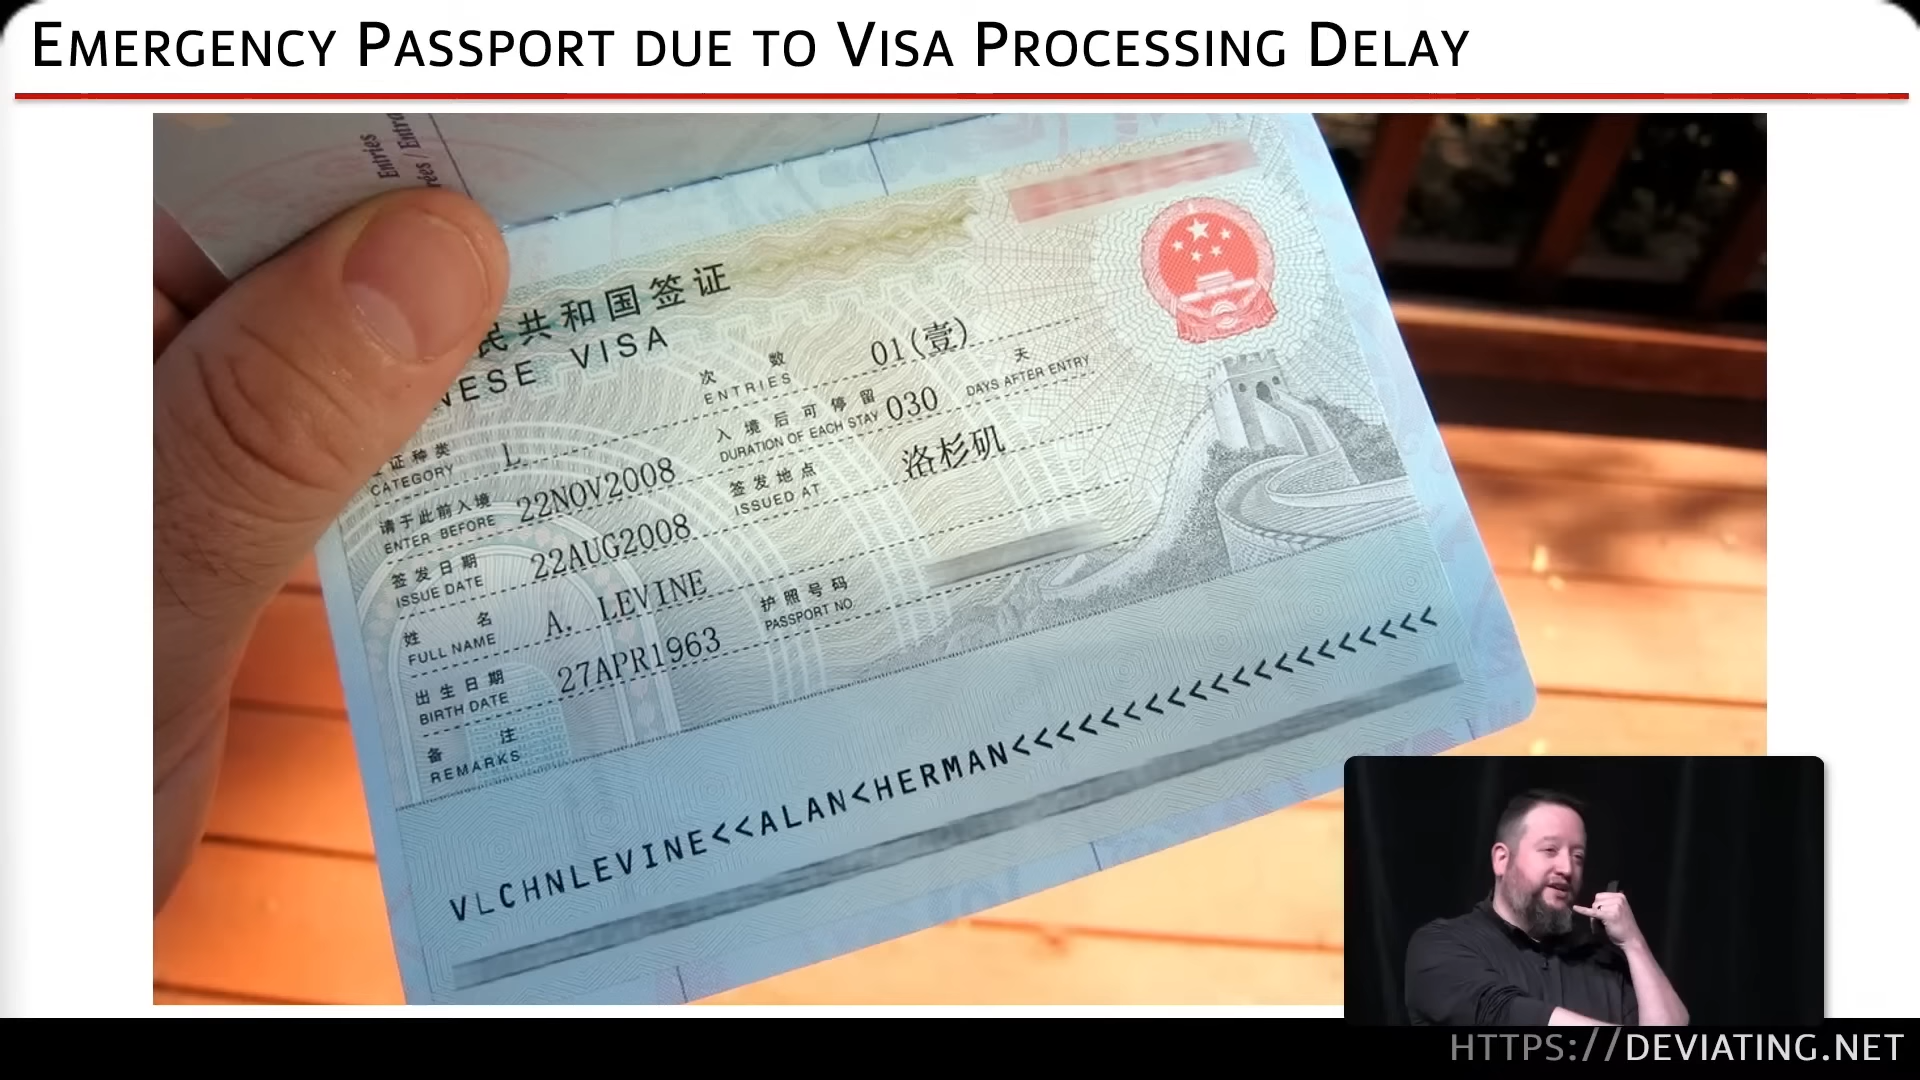 EMERGENCY PASSPORT DUE TO VISA PROCESSING DELAY
Entries
rées / Entra
民共和国签证
NESE VISA
次数 01(壹)
ENTRIES
证种类 L
CATEGORY
入境后可停留 030 天
DURATION OF EACH STAY DAYS AFTER ENTRY
请于此前入境 22NOV2008
ENTER BEFORE
签发地点 洛杉矶
ISSUED AT
签发日期 22AUG2008
ISSUE DATE
姓名 A. LEVINE
FULL NAME
护照号码
PASSPORT NO.
出生日期 27APR1963
BIRTH DATE
备注
REMARKS
VLCHNLEVINE<<ALAN<HERMAN<<<<<<<<<<<<<<<<<<<
HTTPS://DEVIATING.NET